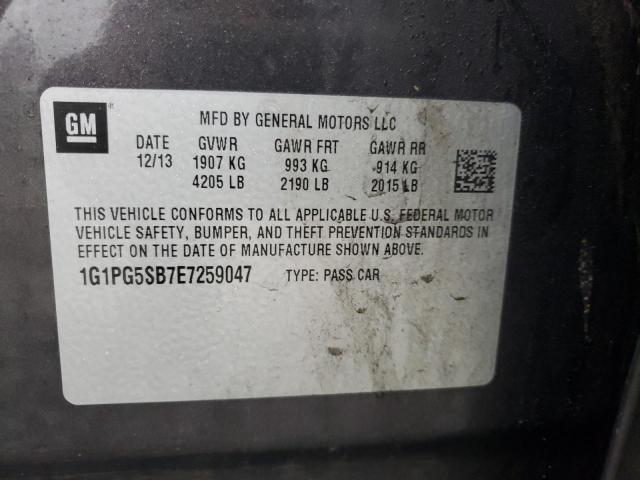 GM
MFD BY GENERAL MOTORS LLC
DATE GVWR GAWR FRT GAWR RR
12/13 1907 KG 993 KG 914 KG
4205 LB 2190 LB 2015 LB
THIS VEHICLE CONFORMS TO ALL APPLICABLE U.S. FEDERAL MOTOR
VEHICLE SAFETY, BUMPER, AND THEFT PREVENTION STANDARDS IN
EFFECT ON THE DATE OF MANUFACTURE SHOWN ABOVE.
1G1PG5SB7E7259047 TYPE: PASS CAR